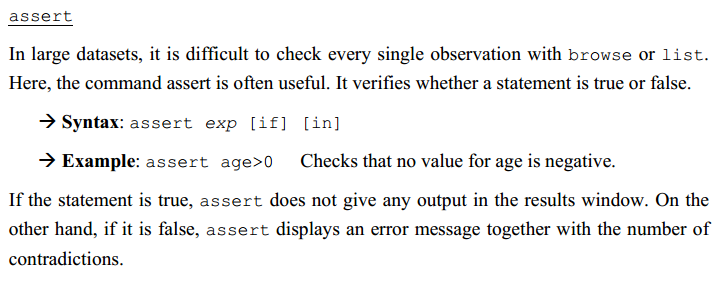 assert
In large datasets, it is difficult to check every single observation with browse or list.
Here, the command assert is often useful. It verifies whether a statement is true or false.
→ Syntax: assert exp [if] [in]
→ Example: assert age>0 Checks that no value for age is negative.
If the statement is true, assert does not give any output in the results window. On the
other hand, if it is false, assert displays an error message together with the number of
contradictions.